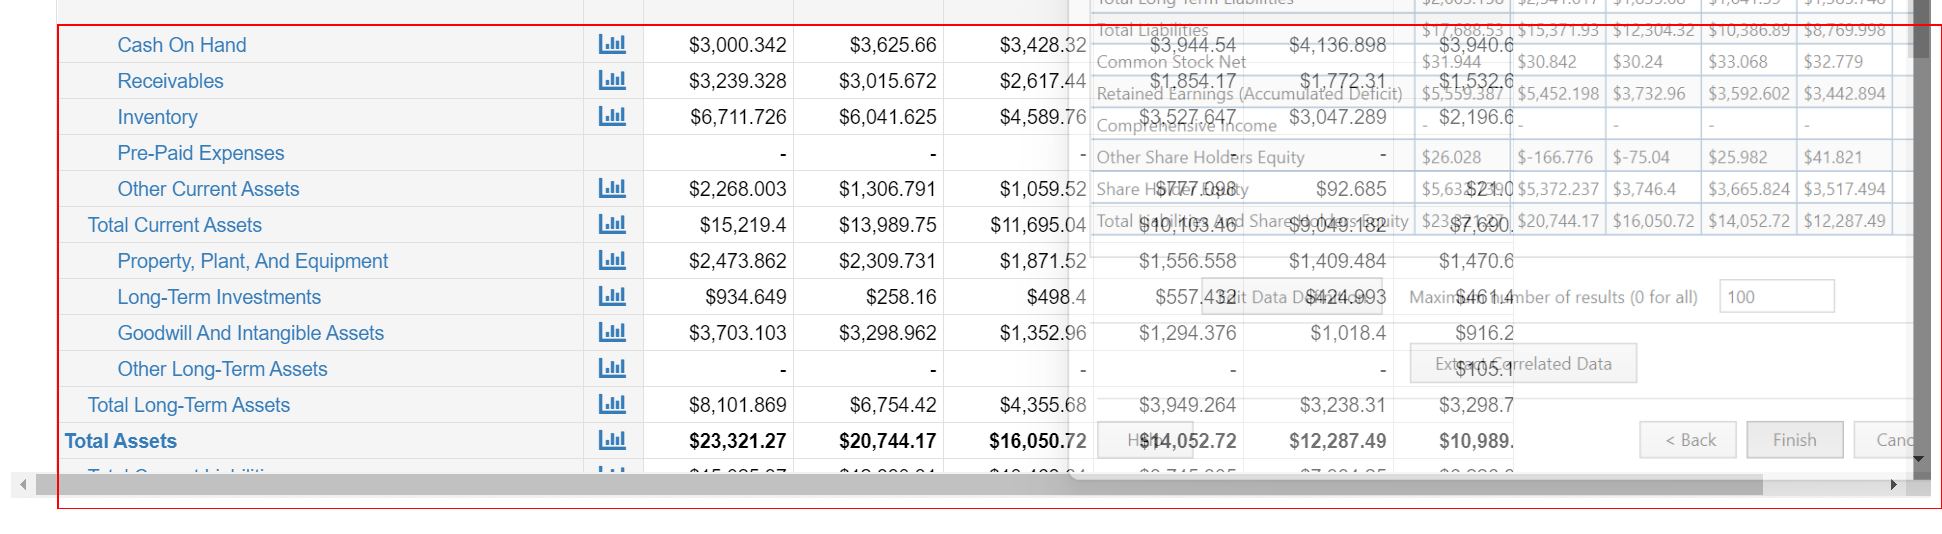 Cash On Hand $3,000.342 $3,625.66 $3,428.32 $3,944.54 $4,136.898 $3,940.6
Receivables $3,239.328 $3,015.672 $2,617.44 $1,854.17 $1,772.31 $1,532.6
Inventory $6,711.726 $6,041.625 $4,589.76 $3,527.647 $3,047.289 $2,196.6
Pre-Paid Expenses - - - - -
Other Current Assets $2,268.003 $1,306.791 $1,059.52 $777.098 $92.685 $21.0
Total Current Assets $15,219.4 $13,989.75 $11,695.04 $10,103.46 $9,049.182 $7,690.
Property, Plant, And Equipment $2,473.862 $2,309.731 $1,871.52 $1,556.558 $1,409.484 $1,470.6
Long-Term Investments $934.649 $258.16 $498.4 $557.432 $424.993 $461.4
Goodwill And Intangible Assets $3,703.103 $3,298.962 $1,352.96 $1,294.376 $1,018.4 $916.2
Other Long-Term Assets - - - - - $105.1
Total Long-Term Assets $8,101.869 $6,754.42 $4,355.68 $3,949.264 $3,238.31 $3,298.7
Total Assets $23,321.27 $20,744.17 $16,050.72 $14,052.72 $12,287.49 $10,989.
Total Liabilities $17,688.53 $15,371.93 $12,304.32 $10,386.89 $8,769.998
Common Stock Net $31.944 $30.842 $30.24 $33.068 $32.779
Retained Earnings (Accumulated Deficit) $5,559.387 $5,452.198 $3,732.96 $3,592.602 $3,442.894
Comprehensive Income - - - - -
Other Share Holders Equity $26.028 $-166.776 $-75.04 $25.982 $41.821
Share Holder Equity $5,372.237 $3,746.4 $3,665.824 $3,517.494
Total Liabilities And Share Holders Equity $20,744.17 $16,050.72 $14,052.72 $12,287.49
Edit Data Definition Maximum number of results (0 for all) 100
Extract Correlated Data
Help < Back Finish Canc